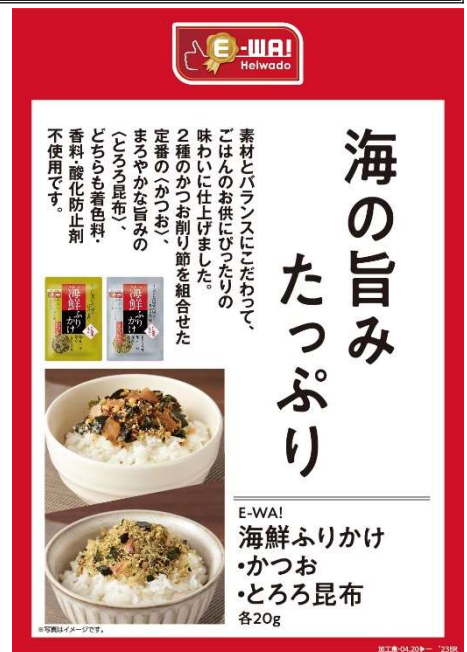 E-WA!
Heiwado
海の旨み
たっぷり
素材とバランスにこだわって、
ごはんのお供にぴったりの
味わいに仕上げました。
2種のかつお削り節を組合せた
定番の〈かつお〉、
まろやかな旨みの
〈とろろ昆布〉、
どちらも着色料・
香料・酸化防止剤
不使用です。
海鮮ふりかけ
海鮮ふりかけ
E-WA!
海鮮ふりかけ
・かつお
・とろろ昆布
各20g
※写真はイメージです。